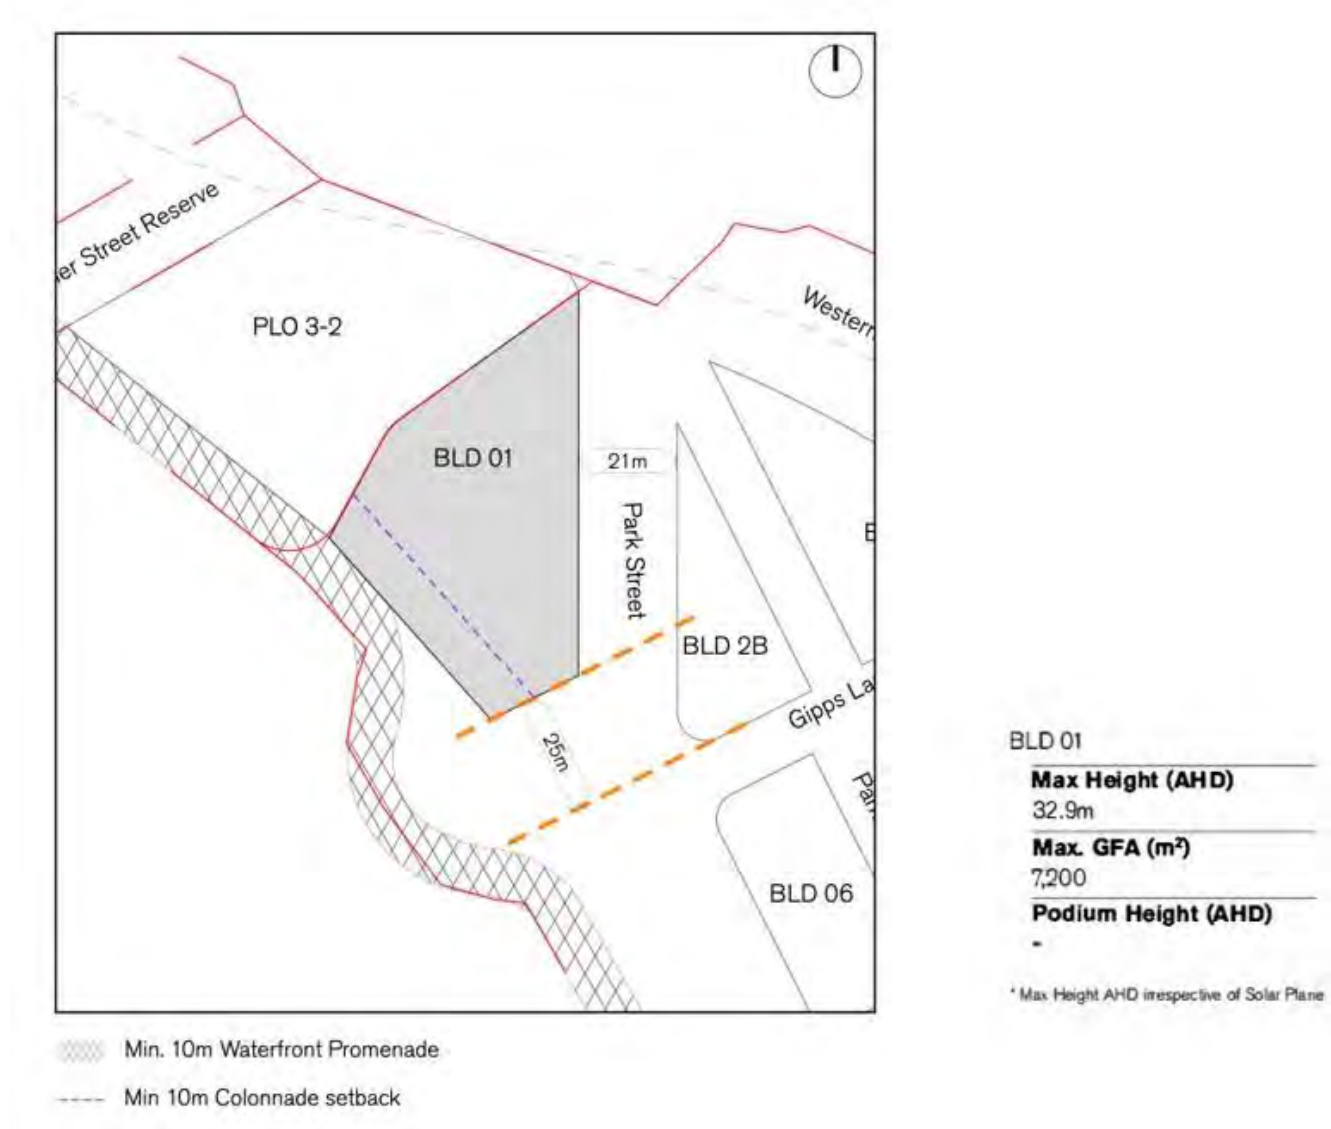 er Street Reserve
Western
PLO 3-2
BLD 01
21m
Park Street
BLD 2B
Gipps La
25m
Par
BLD 06
BLD 01
Max Height (AHD)
32.9m
Max. GFA (m²)
7,200
Podium Height (AHD)
-
* Max Height AHD irrespective of Solar Plane
Min. 10m Waterfront Promenade
Min 10m Colonnade setback